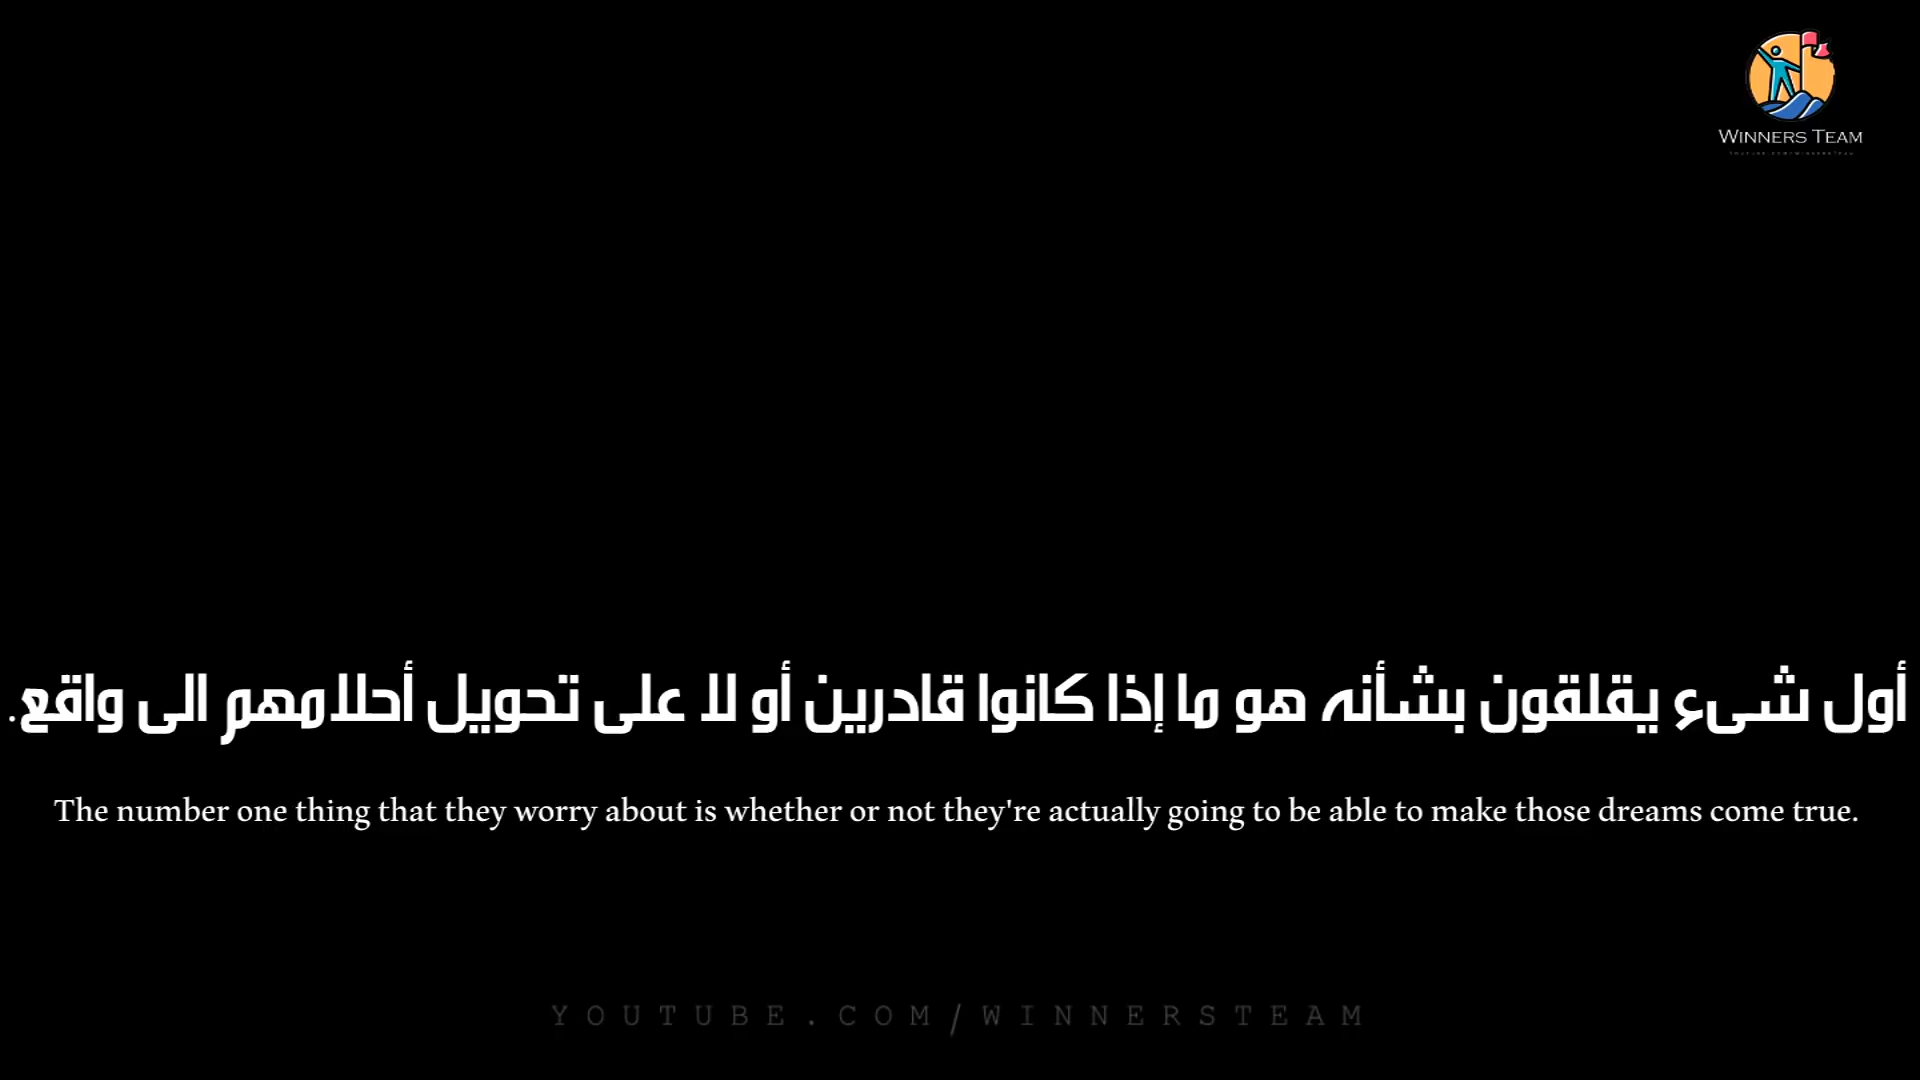 WINNERS TEAM
أول شىء يقلقون بشأنه هو ما إذا كانوا قادرين أو لا على تحويل أحلامهم الى واقع.
The number one thing that they worry about is whether or not they're actually going to be able to make those dreams come true.
YOUTUBE.COM/WINNERSTEAM